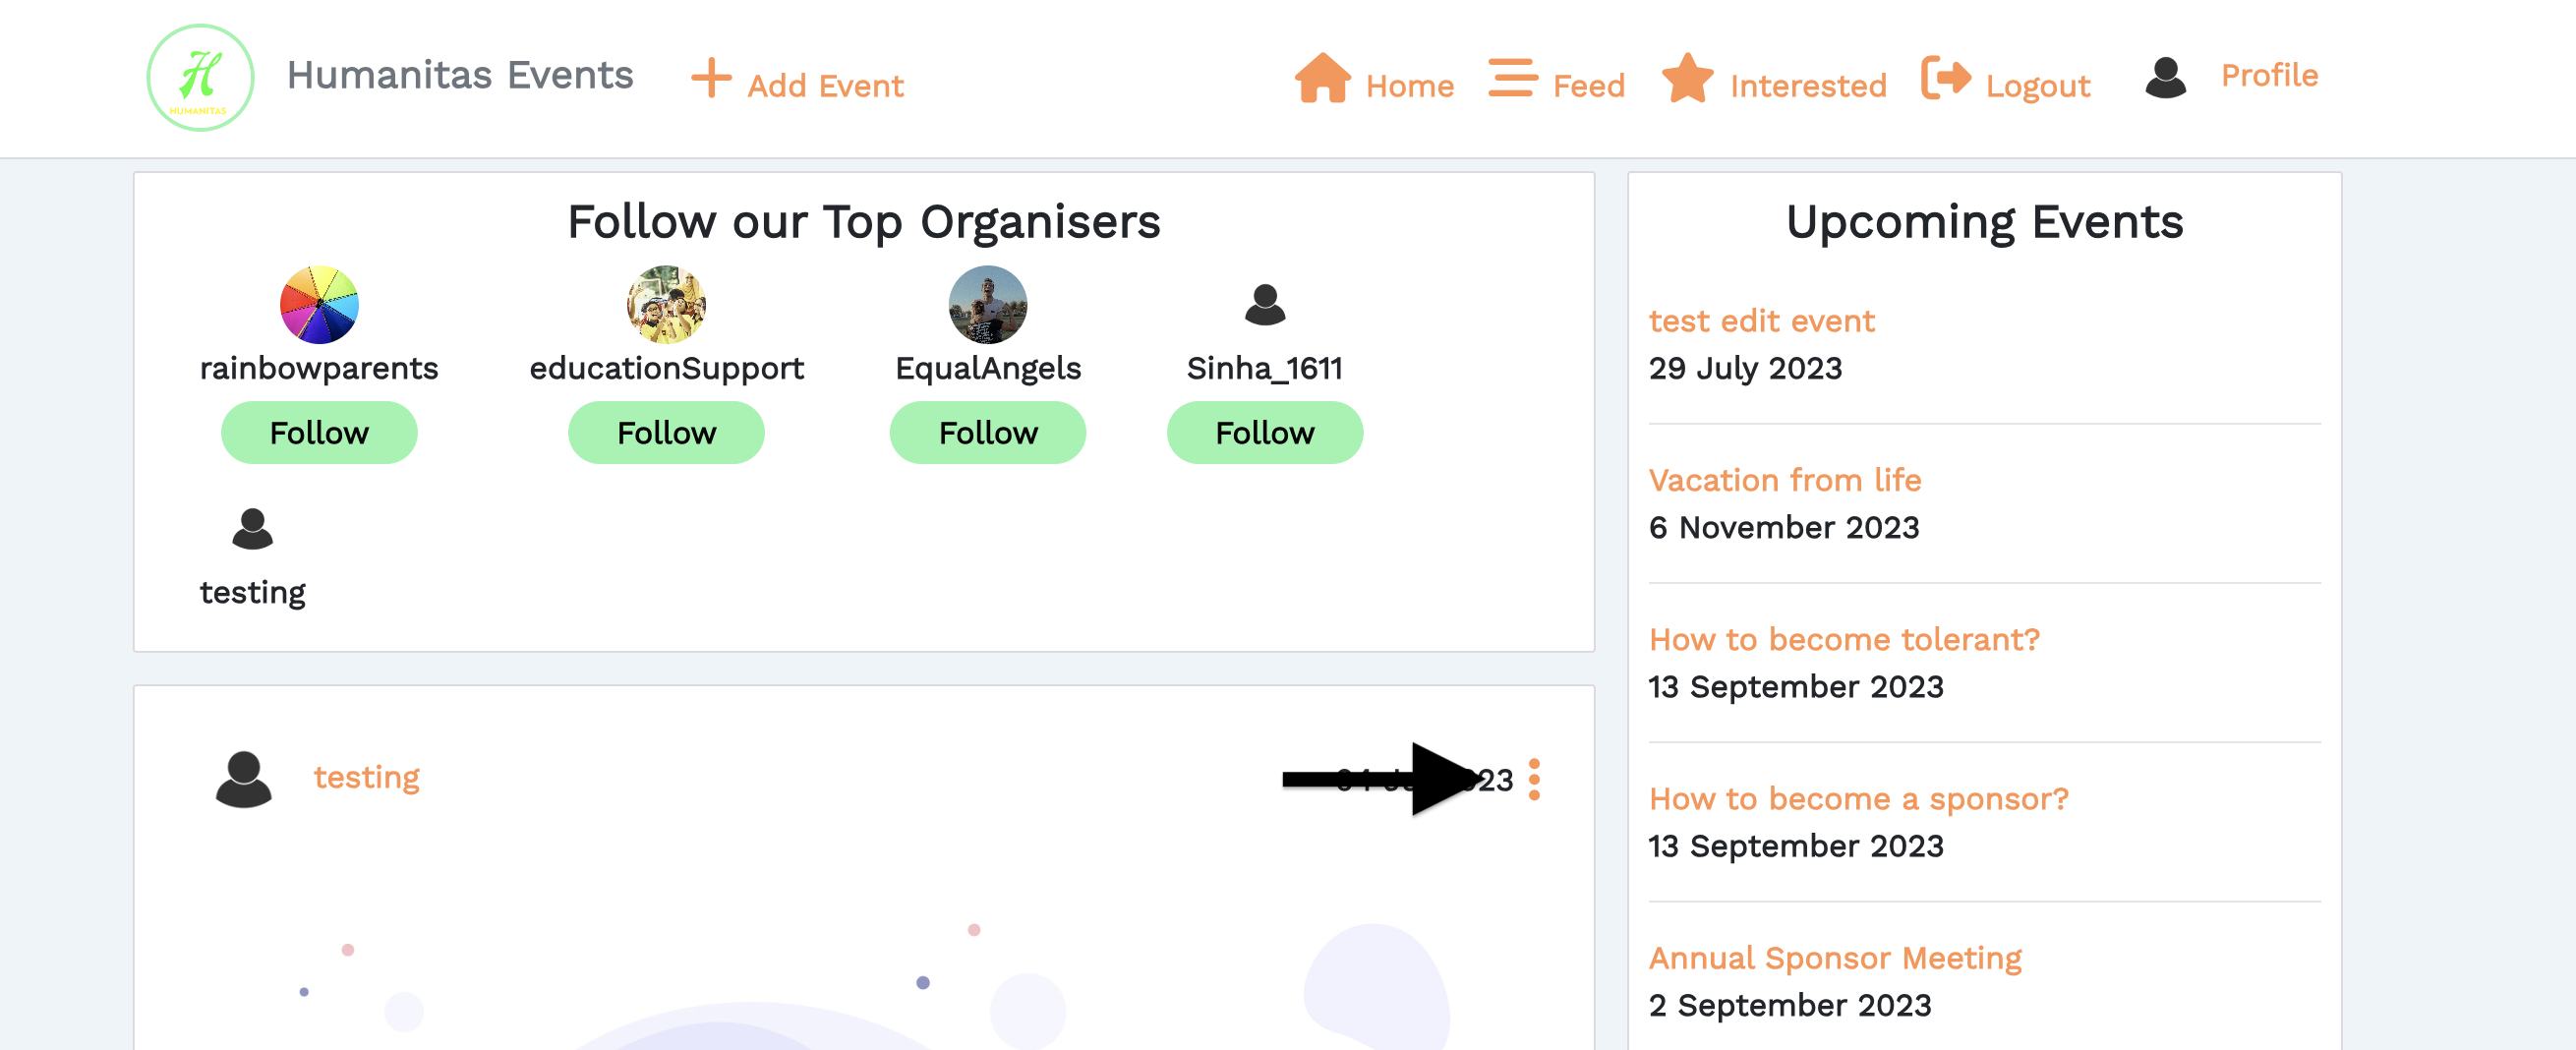 H
HUMANITAS
Humanitas Events
Add Event
Home
Feed
Interested
Logout
Profile
Follow our Top Organisers
rainbowparents
Follow
educationSupport
Follow
EqualAngels
Follow
Sinha_1611
Follow
testing
testing
Upcoming Events
test edit event
29 July 2023
Vacation from life
6 November 2023
How to become tolerant?
13 September 2023
How to become a sponsor?
13 September 2023
Annual Sponsor Meeting
2 September 2023